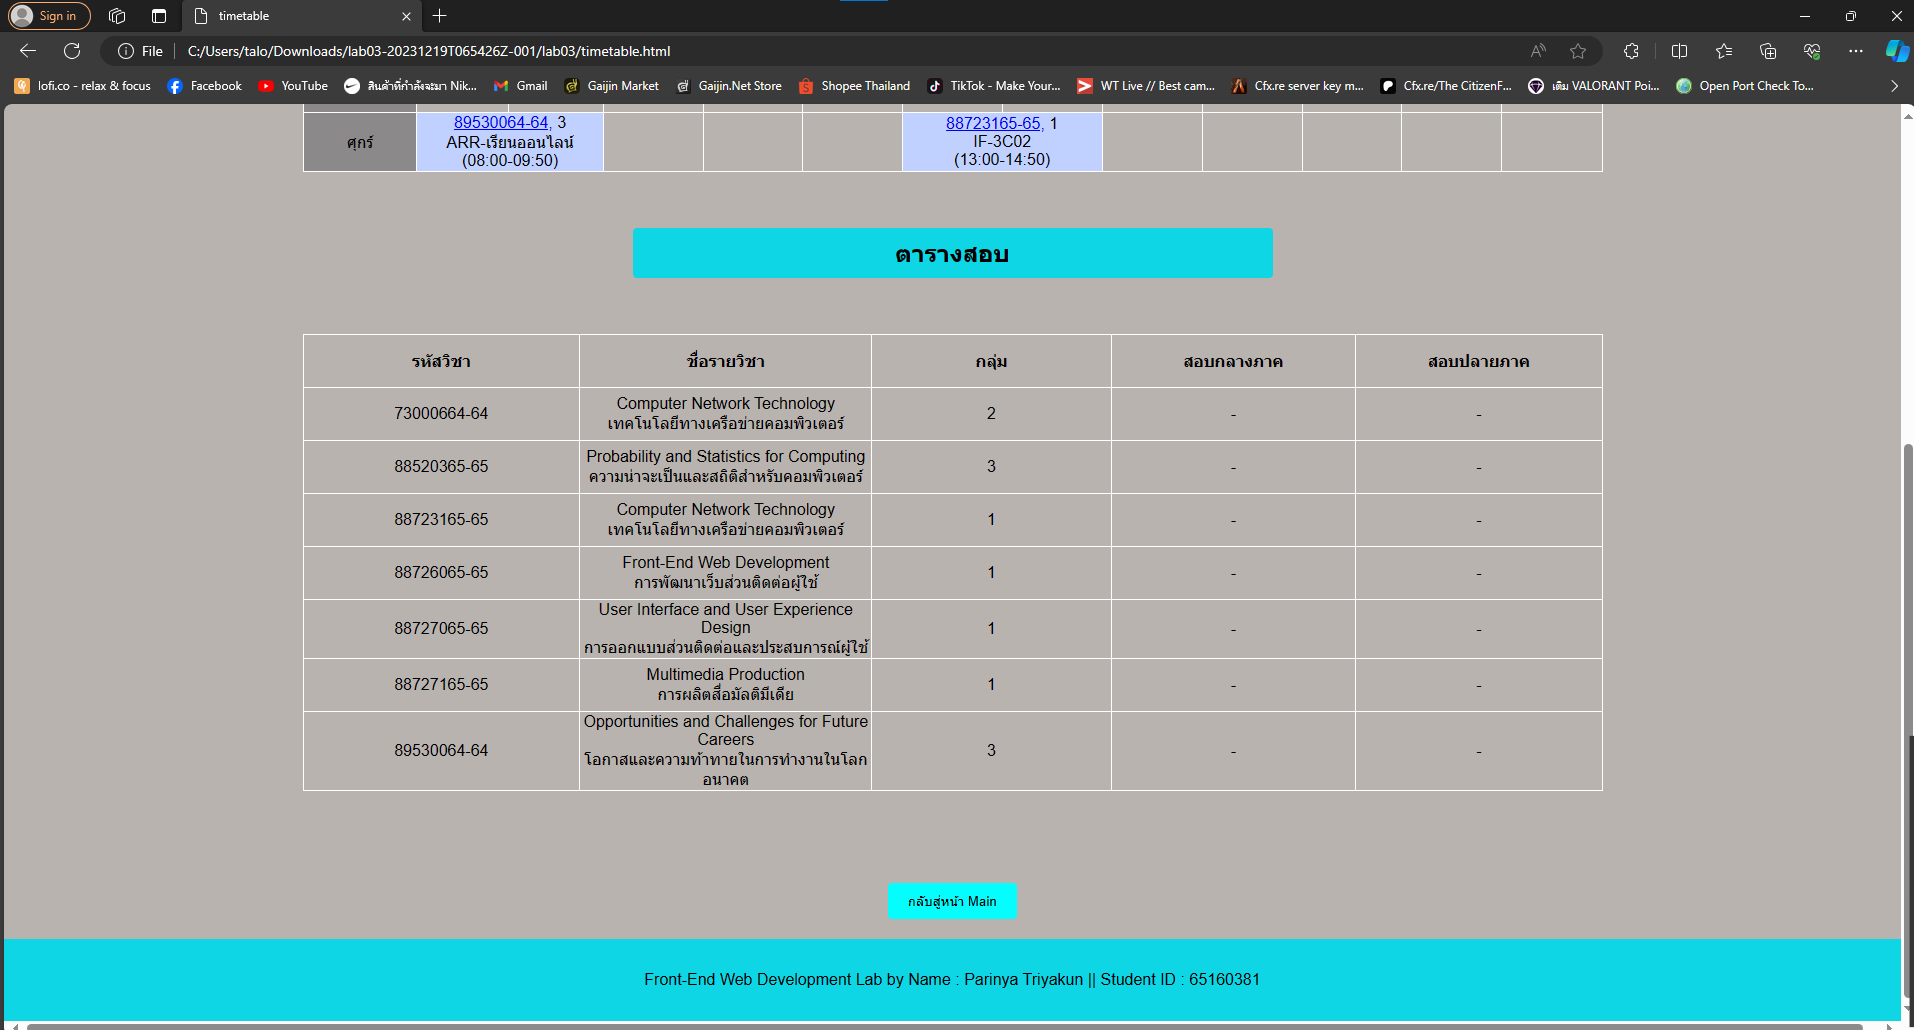 Sign in
timetable
File
C:/Users/talo/Downloads/lab03-20231219T065426Z-001/lab03/timetable.html
lofi.co - relax & focus
Facebook
YouTube
สินค้าที่กำลังจะมา Nik...
Gmail
Gaijin Market
Gaijin.Net Store
Shopee Thailand
TikTok - Make Your...
WT Live // Best cam...
Cfx.re server key m...
Cfx.re/The CitizenF...
เติม VALORANT Poi...
Open Port Check To...
ศุกร์
89530064-64, 3
ARR-เรียนออนไลน์
(08:00-09:50)
88723165-65, 1
IF-3C02
(13:00-14:50)
ตารางสอบ
รหัสวิชา ชื่อรายวิชา กลุ่ม สอบกลางภาค สอบปลายภาค
73000664-64
Computer Network Technology
เทคโนโลยีทางเครือข่ายคอมพิวเตอร์
2 - -
88520365-65
Probability and Statistics for Computing
ความน่าจะเป็นและสถิติสำหรับคอมพิวเตอร์
3 - -
88723165-65
Computer Network Technology
เทคโนโลยีทางเครือข่ายคอมพิวเตอร์
1 - -
88726065-65
Front-End Web Development
การพัฒนาเว็บส่วนติดต่อผู้ใช้
1 - -
88727065-65
User Interface and User Experience
Design
การออกแบบส่วนติดต่อและประสบการณ์ผู้ใช้
1 - -
88727165-65
Multimedia Production
การผลิตสื่อมัลติมีเดีย
1 - -
89530064-64
Opportunities and Challenges for Future
Careers
โอกาสและความท้าทายในการทำงานในโลก
อนาคต
3 - -
กลับสู่หน้า Main
Front-End Web Development Lab by Name : Parinya Triyakun || Student ID : 65160381